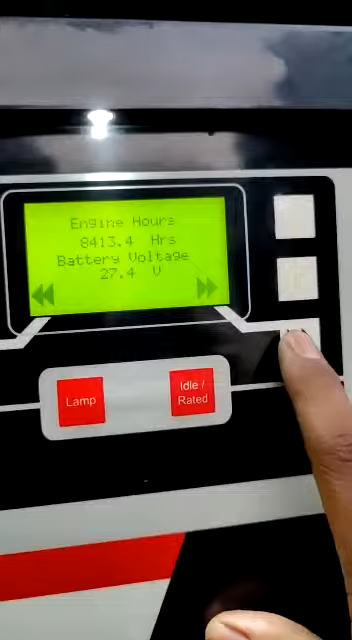 Engine Hours
8413.4 Hrs
Battery Voltage
27.4 V
Lamp
Idle /
Rated